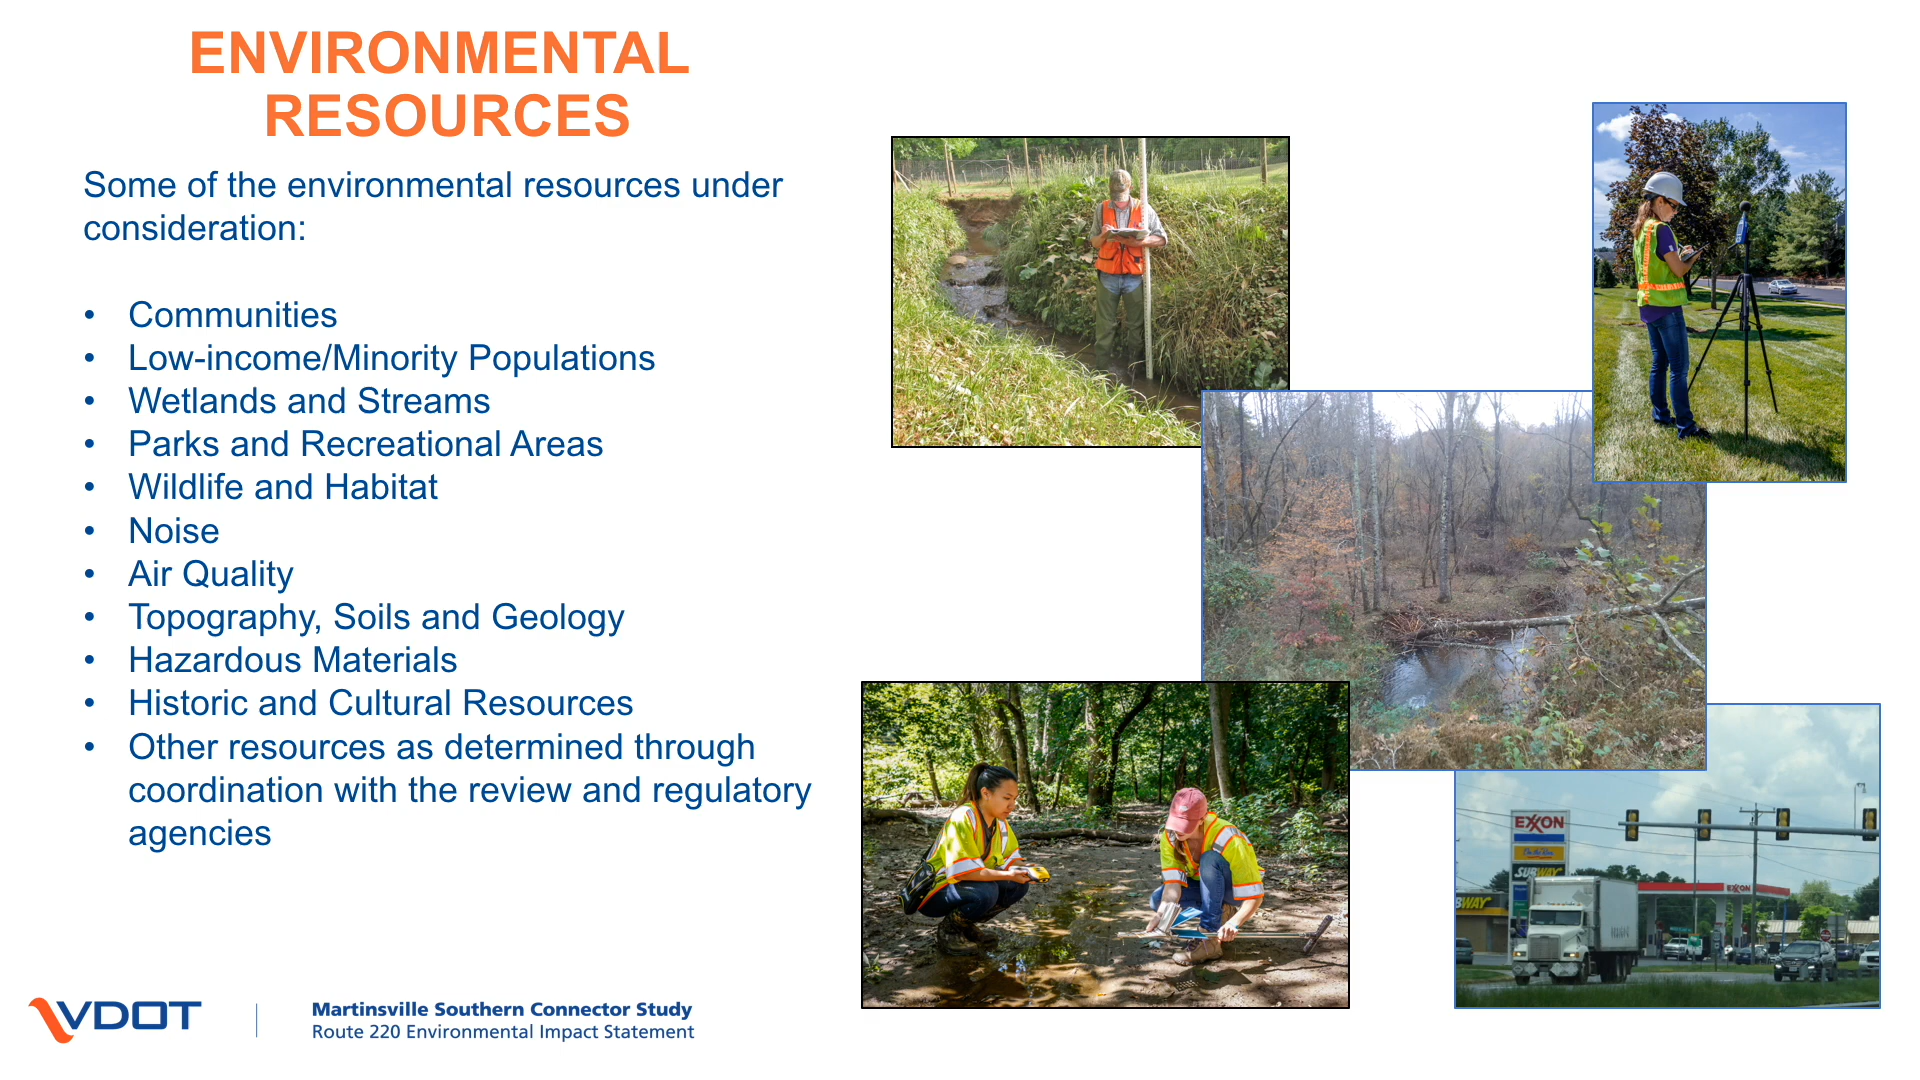 ENVIRONMENTAL
RESOURCES
Some of the environmental resources under
consideration:
• Communities
• Low-income/Minority Populations
• Wetlands and Streams
• Parks and Recreational Areas
• Wildlife and Habitat
• Noise
• Air Quality
• Topography, Soils and Geology
• Hazardous Materials
• Historic and Cultural Resources
• Other resources as determined through
coordination with the review and regulatory
agencies
EXXON
SUBWAY
BWAY
EXXON
VDOT
Martinsville Southern Connector Study
Route 220 Environmental Impact Statement